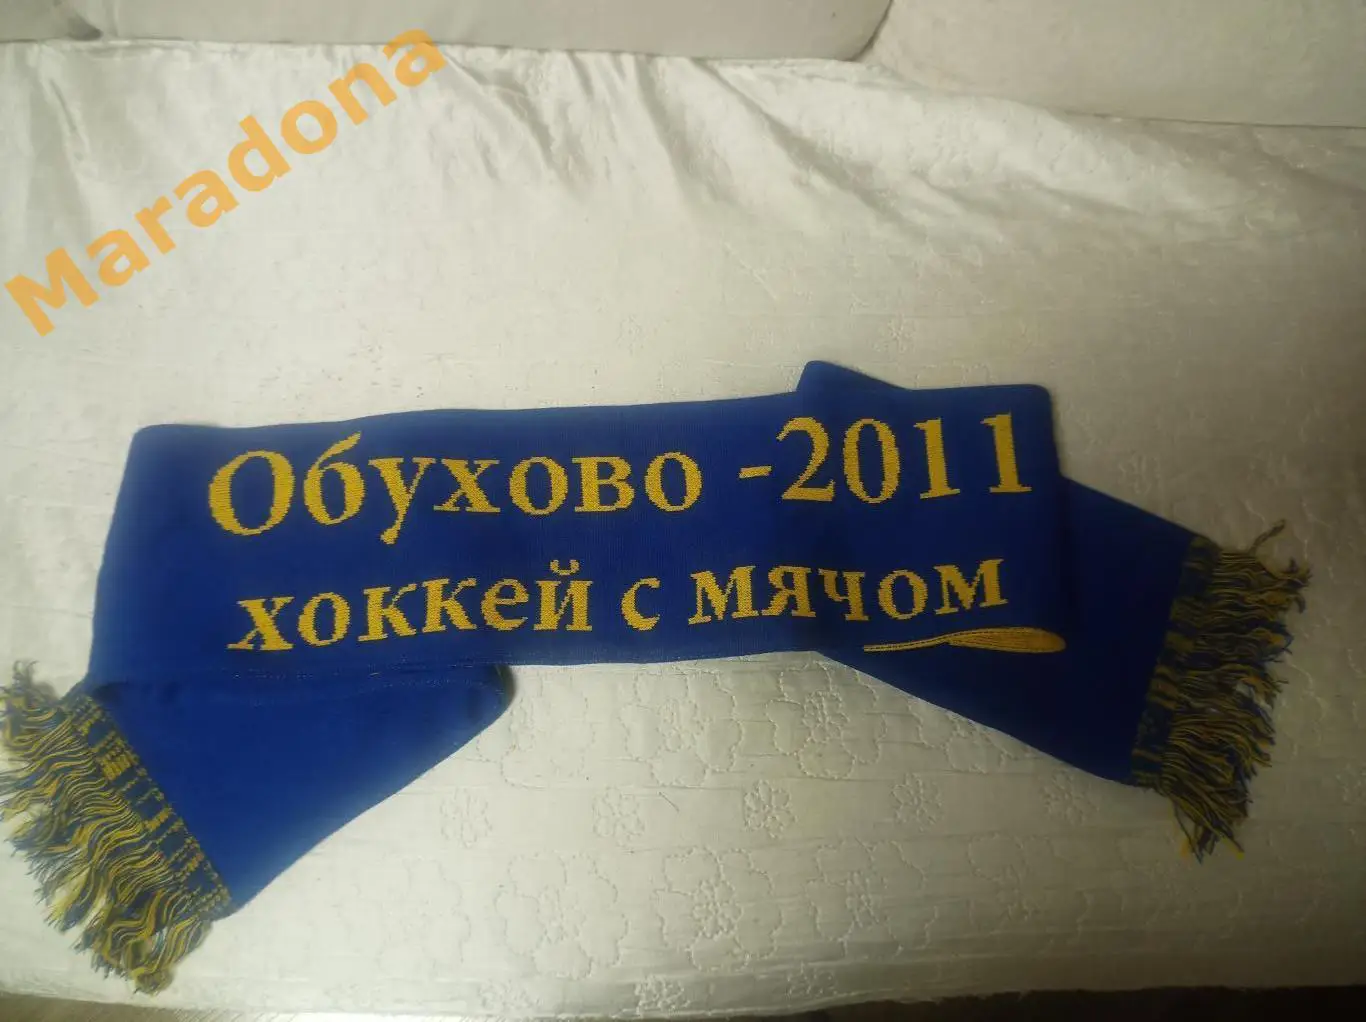 Maradona
Обухово - 2011
хоккей с мячом